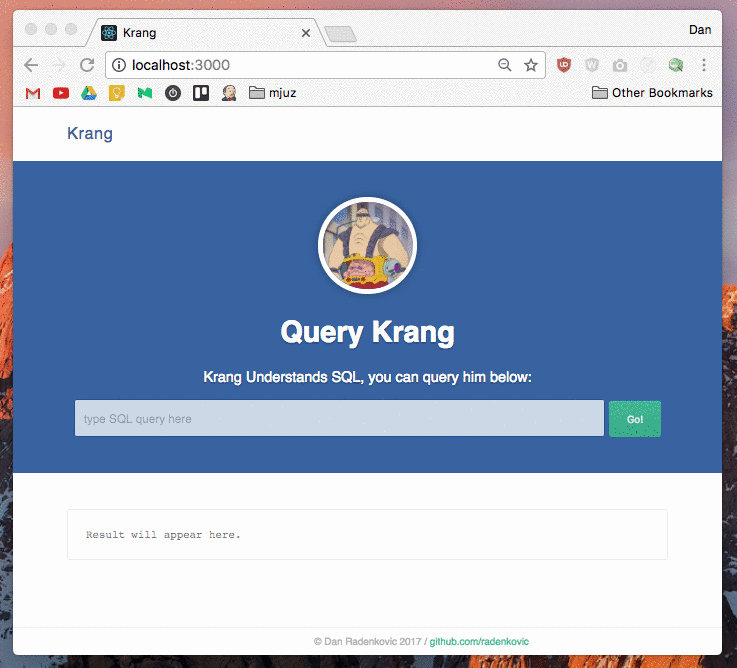 Krang
Dan
localhost:3000
mjuz
Other Bookmarks
Krang
Query Krang
Krang Understands SQL, you can query him below:
type SQL query here
Go!
Result will appear here.
© Dan Radenkovic 2017 / github.com/radenkovic